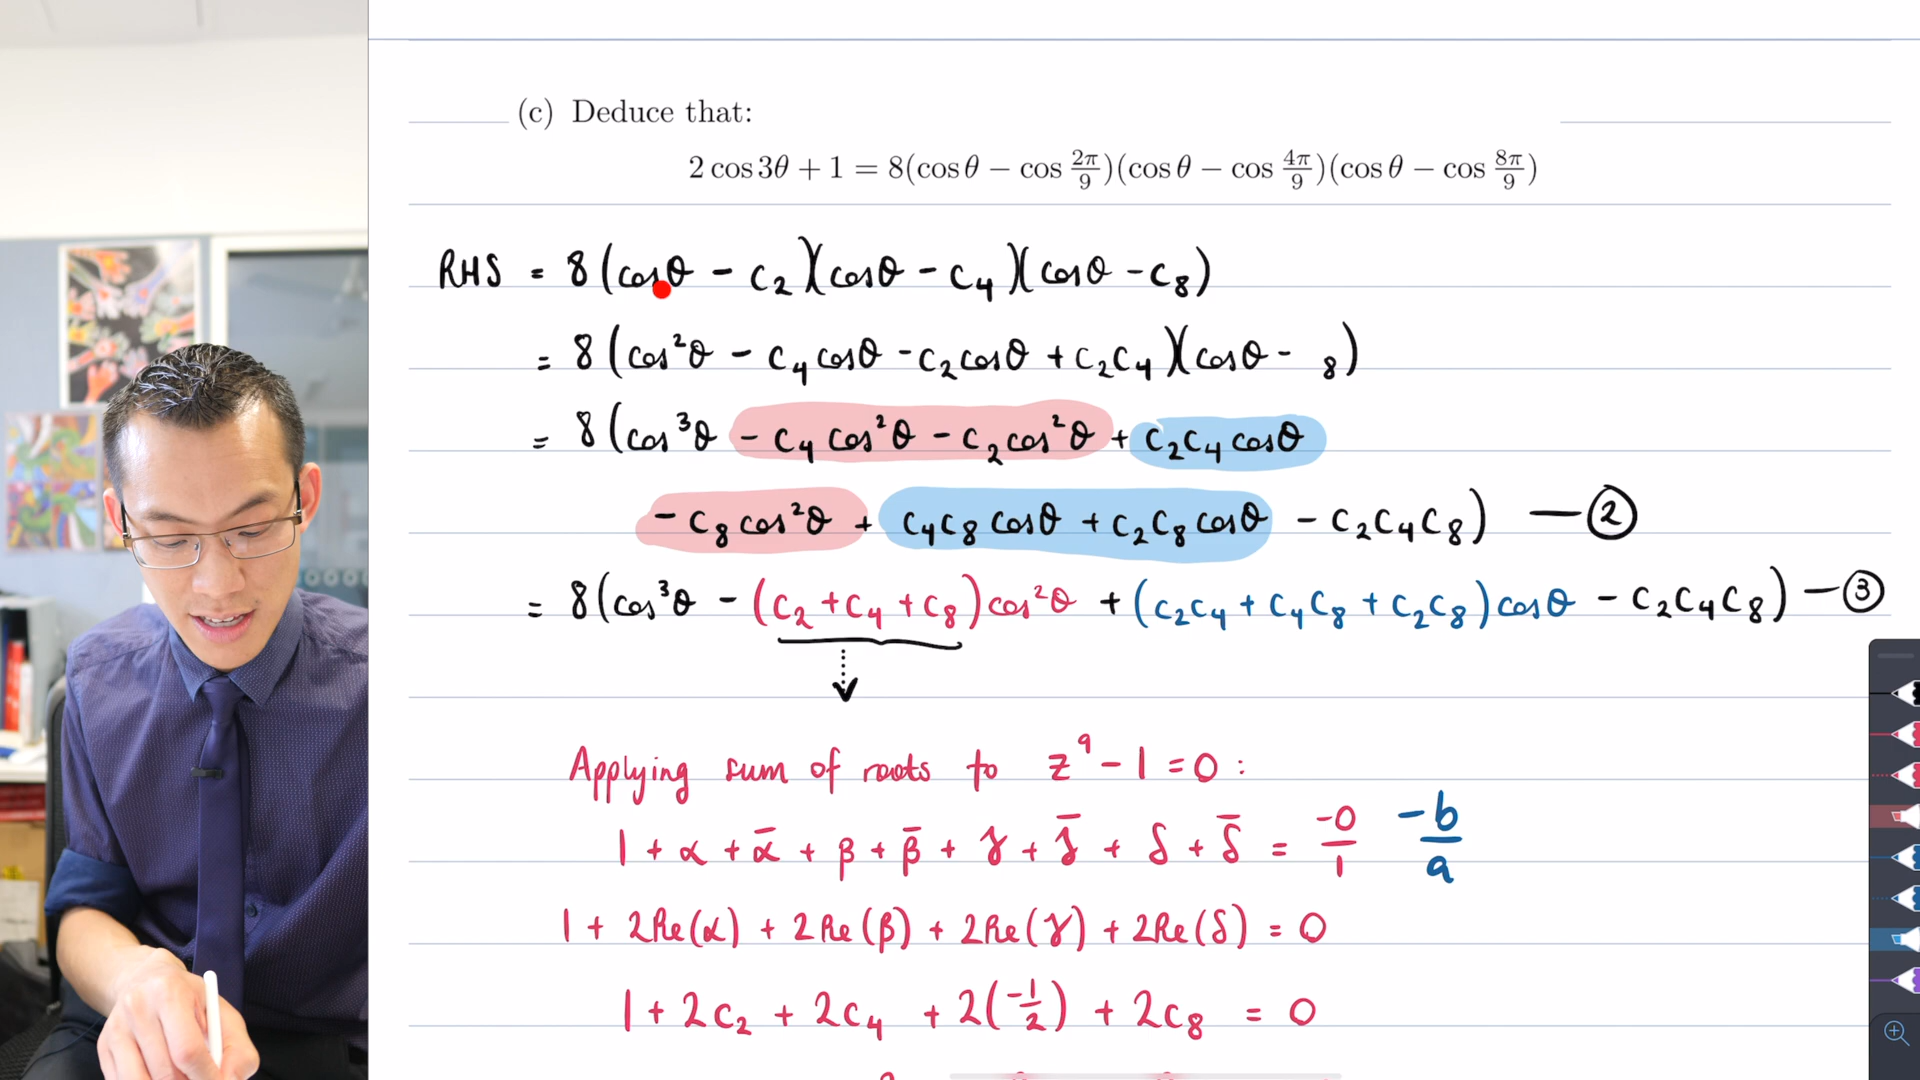 (c) Deduce that:
2 cos 3θ + 1 = 8(cos θ − cos 2π/9)(cos θ − cos 4π/9)(cos θ − cos 8π/9)
RHS = 8(cosθ - c₂)(cosθ - c₄)(cosθ - c₈)
= 8(cos²θ - c₄cosθ - c₂cosθ + c₂c₄)(cosθ - ₈)
= 8(cos³θ - c₄cos²θ - c₂cos²θ + c₂c₄cosθ
- c₈cos²θ + c₄c₈cosθ + c₂c₈cosθ - c₂c₄c₈) — ②
= 8(cos³θ - (c₂ + c₄ + c₈)cos²θ + (c₂c₄ + c₄c₈ + c₂c₈)cosθ - c₂c₄c₈) — ③
Applying sum of roots to z⁹ - 1 = 0 :
1 + α + ᾱ + β + β̄ + γ + γ̄ + δ + δ̄ = -0/1 -b/a
1 + 2Re(α) + 2Re(β) + 2Re(γ) + 2Re(δ) = 0
1 + 2c₂ + 2c₄ + 2(-1/2) + 2c₈ = 0